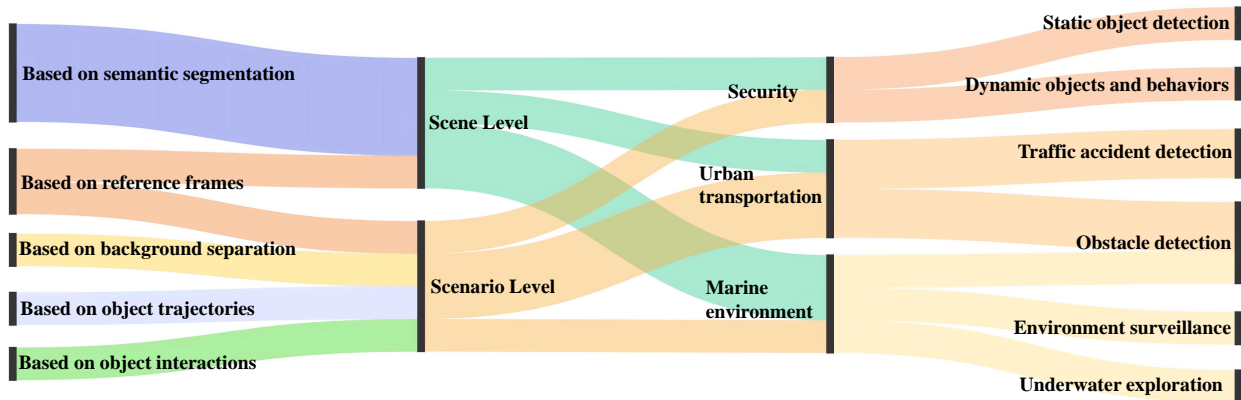 Based on semantic segmentation
Based on reference frames
Based on background separation
Based on object trajectories
Based on object interactions
Scene Level
Scenario Level
Security
Urban
transportation
Marine
environment
Static object detection
Dynamic objects and behaviors
Traffic accident detection
Obstacle detection
Environment surveillance
Underwater exploration